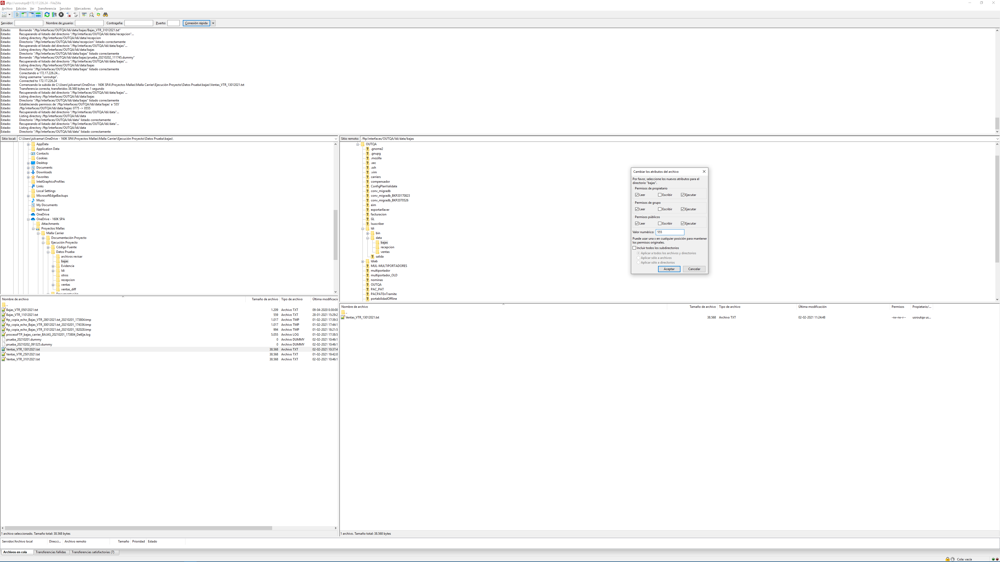 sftp://usroutqa@172.17.226.24 - FileZilla
Archivo Edición Ver Transferencia Servidor Marcadores Ayuda
Servidor: Nombre de usuario: Contraseña: Puerto: Conexión rápida
Estado: Borrando "/ftp/interfaces/OUTQA/ldi/data/bajas/Bajas_VTR_31012021.txt"
Estado: Recuperando el listado del directorio "/ftp/interfaces/OUTQA/ldi/data/recepcion"...
Estado: Listing directory /ftp/interfaces/OUTQA/ldi/data/recepcion
Estado: Directorio "/ftp/interfaces/OUTQA/ldi/data/recepcion" listado correctamente
Estado: Recuperando el listado del directorio "/ftp/interfaces/OUTQA/ldi/data/bajas"...
Estado: Listing directory /ftp/interfaces/OUTQA/ldi/data/bajas
Estado: Directorio "/ftp/interfaces/OUTQA/ldi/data/bajas" listado correctamente
Estado: Borrando "/ftp/interfaces/OUTQA/ldi/data/bajas/prueba_20210202_111745.dummy"
Estado: Recuperando el listado del directorio "/ftp/interfaces/OUTQA/ldi/data/bajas"...
Estado: Listing directory /ftp/interfaces/OUTQA/ldi/data/bajas
Estado: Directorio "/ftp/interfaces/OUTQA/ldi/data/bajas" listado correctamente
Estado: Conectando a 172.17.226.24...
Estado: Using username "usroutqa".
Estado: Connected to 172.17.226.24
Estado: Comenzando la subida de C:\Users\jsilvamar\OneDrive - 160K SPA\Proyectos Mallas\Malla Carrier\Ejecución Proyecto\Datos Prueba\bajas\Ventas_VTR_13012021.txt
Estado: Transferencia correcta, transferidos 38.568 bytes en 1 segundo
Estado: Recuperando el listado del directorio "/ftp/interfaces/OUTQA/ldi/data/bajas"...
Estado: Listing directory /ftp/interfaces/OUTQA/ldi/data/bajas
Estado: Directorio "/ftp/interfaces/OUTQA/ldi/data/bajas" listado correctamente
Estado: Estableciendo permisos de '/ftp/interfaces/OUTQA/ldi/data/bajas' a '555'
Estado: /ftp/interfaces/OUTQA/ldi/data/bajas: 0775 -> 0555
Estado: Recuperando el listado del directorio "/ftp/interfaces/OUTQA/ldi/data"...
Estado: Listing directory /ftp/interfaces/OUTQA/ldi/data
Estado: Directorio "/ftp/interfaces/OUTQA/ldi/data" listado correctamente
Estado: Recuperando el listado del directorio "/ftp/interfaces/OUTQA/ldi/data"...
Estado: Listing directory /ftp/interfaces/OUTQA/ldi/data
Estado: Directorio "/ftp/interfaces/OUTQA/ldi/data" listado correctamente
Sitio local: C:\Users\jsilvamar\OneDrive - 160K SPA\Proyectos Mallas\Malla Carrier\Ejecución Proyecto\Datos Prueba\bajas\
AppData
Application Data
Contacts
Cookies
Desktop
Documents
Downloads
Favorites
IntelGraphicsProfiles
Links
Local Settings
MicrosoftEdgeBackups
Music
My Documents
NetHood
OneDrive
OneDrive - 160K SPA
Attachments
Proyectos Mallas
Malla Carrier
Documentación Proyecto
Ejecución Proyecto
Código Fuente
Datos Prueba
archivos revisar
bajas
Evidencia
ldi
otros
recepcion
ventas
ventas_diff
Documentación
Nombre de archivo Tamaño de archivo Tipo de archivo Última modificació
..
Bajas_VTR_05012021.txt 1.209 Archivo TXT 09-04-2020 0:30:00
Bajas_VTR_11012021.txt 559 Archivo TXT 28-01-2021 15:29:2
ftp_copia_echo_Bajas_VTR_28012021.txt_20210201_173804.tmp 1.017 Archivo TMP 01-02-2021 17:39:3
ftp_copia_echo_Bajas_VTR_30012021.txt_20210201_174336.tmp 1.017 Archivo TMP 01-02-2021 17:44:1
ftp_copia_echo_Bajas_VTR_31012021.txt_20210201_182028.tmp 994 Archivo TMP 01-02-2021 18:21:5
procesoFTP_bajas_carrier_BAJAS_20210201_173804_DetEje.log 5.055 Archivo LOG 01-02-2021 17:38:5
prueba_20210201.dummy 0 Archivo DUMMY 02-02-2021 10:46:1
prueba_20210202_091325.dummy 0 Archivo DUMMY 02-02-2021 10:46:1
Ventas_VTR_13012021.txt 38.568 Archivo TXT 02-02-2021 10:37:4
Ventas_VTR_25012021.txt 38.568 Archivo TXT 01-02-2021 19:42:0
Ventas_VTR_31012021.txt 38.568 Archivo TXT 02-02-2021 10:46:1
1 archivo seleccionado. Tamaño total: 38.568 bytes
Sitio remoto: /ftp/interfaces/OUTQA/ldi/data/bajas
OUTQA
.gnome2
.gnupg
.mozilla
.sec
.ssh
.vim
carriers
compensador
ConfigPlanValidate
conv_migradb
conv_migradb_BKP20170823
conv_migradb_BKP2070526
eim
exportarllaver
facturacion
GL
lsuscriber
ldi
bin
data
bajas
recepcion
ventas
salida
ldiab
MUL-MULTIPORTADORES
multiportador
multiportador_OLD
nominas
OUTQA
PAC_PAT
PACPATEnTramite
portabilidadOffline
Nombre de archivo Tamaño de archivo Tipo de archivo Última modificación Permisos Propietario/...
..
Ventas_VTR_13012021.txt 38.568 Archivo TXT 02-02-2021 11:24:48 -rw-rw-r-- usroutqa us...
1 archivo. Tamaño total: 38.568 bytes
Cambiar los atributos del archivo
Por favor, seleccione los nuevos atributos para el
directorio "bajas".
Permisos de propietario
Leer Escribir Ejecutar
Permisos de grupo
Leer Escribir Ejecutar
Permisos públicos
Leer Escribir Ejecutar
Valor numérico: 555
Puede usar una x en cualquier posición para mantener
los permisos originales.
Incluir todos los subdirectorios
Aplicar a todos los archivos y directorios
Aplicar sólo a archivos
Aplicar sólo a directorios
Aceptar Cancelar
Servidor/Archivo local Direcci... Archivo remoto Tamaño Prioridad Estado
Archivos en cola Transferencias fallidas Transferencias satisfactorias (7)
Cola: vacía